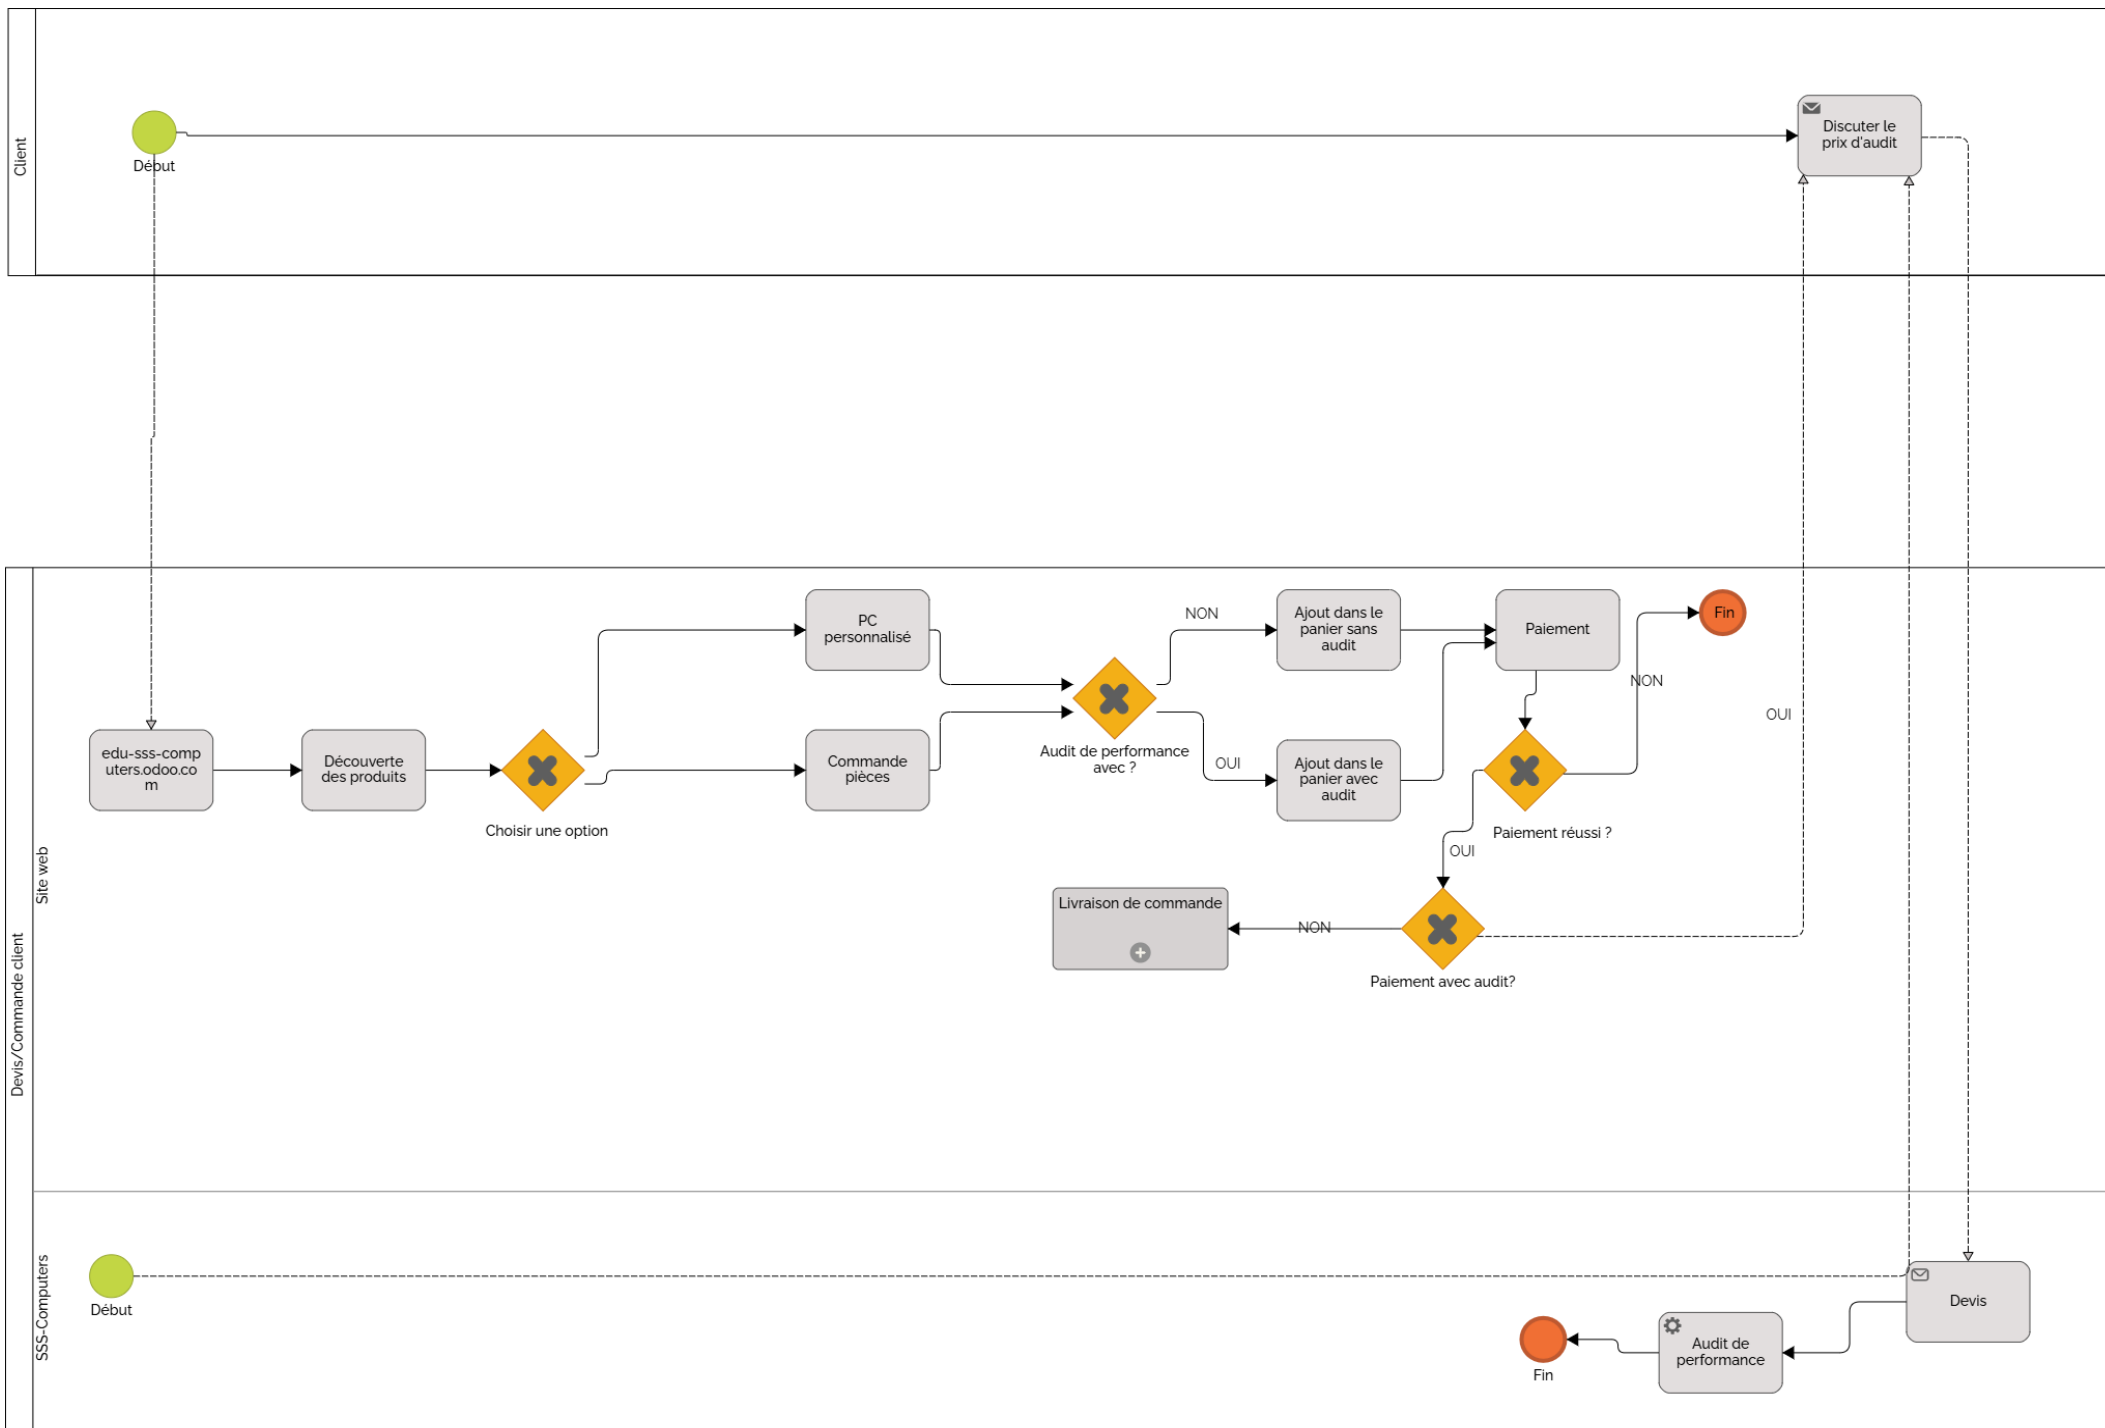 Client
Début
Discuter le
prix d'audit
Devis/Commande client
Site web
edu-sss-comp
uters.odoo.co
m
Découverte
des produits
Choisir une option
PC
personnalisé
Commande
pièces
Audit de performance
avec ?
NON
OUI
Ajout dans le
panier sans
audit
Ajout dans le
panier avec
audit
Paiement
Paiement réussi ?
NON
Fin
OUI
OUI
Livraison de commande
NON
Paiement avec audit?
SSS-Computers
Début
Devis
Audit de
performance
Fin